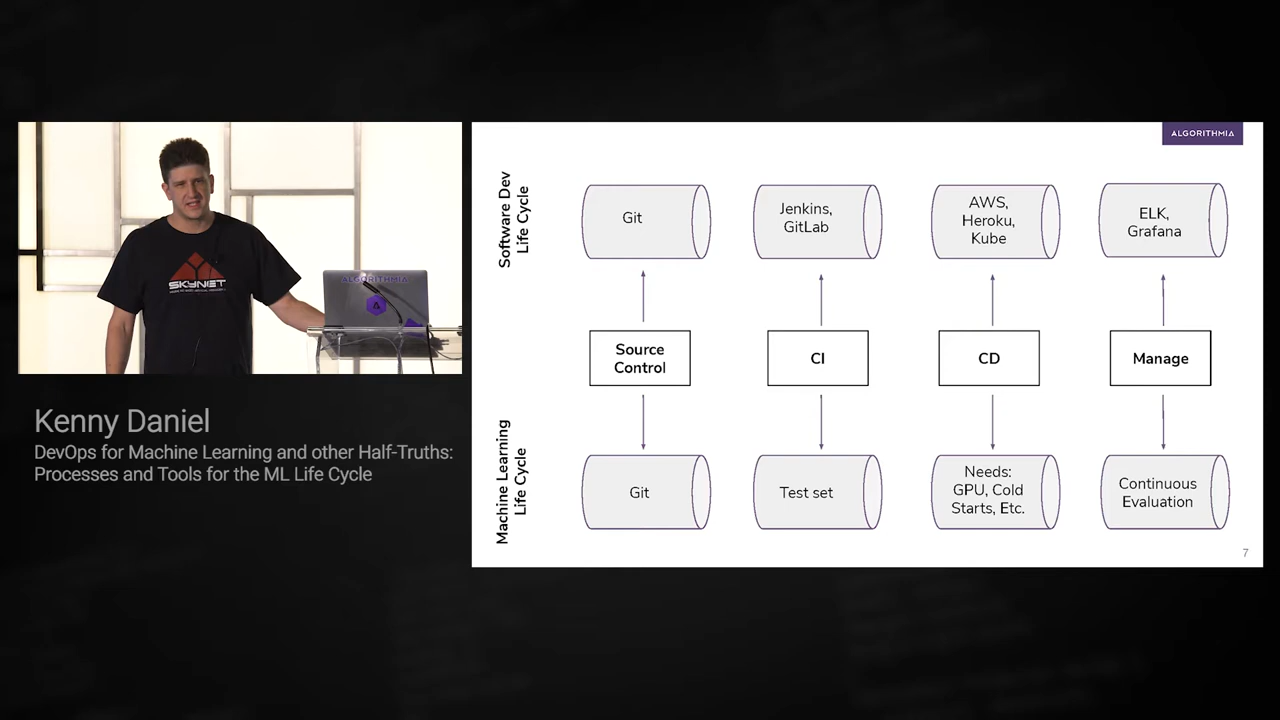 SKYNET
ALGORITHMIA
Kenny Daniel
DevOps for Machine Learning and other Half-Truths:
Processes and Tools for the ML Life Cycle
ALGORITHMIA
Software Dev
Life Cycle
Git
Jenkins,
GitLab
AWS,
Heroku,
Kube
ELK,
Grafana
Source
Control
CI
CD
Manage
Machine Learning
Life Cycle
Git
Test set
Needs:
GPU, Cold
Starts, Etc.
Continuous
Evaluation
7